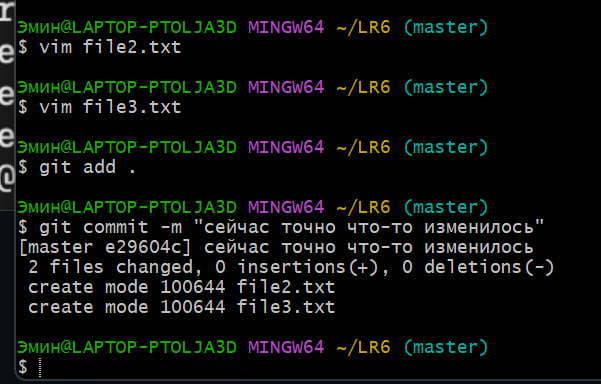 Эмин@LAPTOP-PTOLJA3D MINGW64 ~/LR6 (master)
$ vim file2.txt
Эмин@LAPTOP-PTOLJA3D MINGW64 ~/LR6 (master)
$ vim file3.txt
Эмин@LAPTOP-PTOLJA3D MINGW64 ~/LR6 (master)
$ git add .
Эмин@LAPTOP-PTOLJA3D MINGW64 ~/LR6 (master)
$ git commit -m "сейчас точно что-то изменилось"
[master e29604c] сейчас точно что-то изменилось
 2 files changed, 0 insertions(+), 0 deletions(-)
 create mode 100644 file2.txt
 create mode 100644 file3.txt
Эмин@LAPTOP-PTOLJA3D MINGW64 ~/LR6 (master)
$